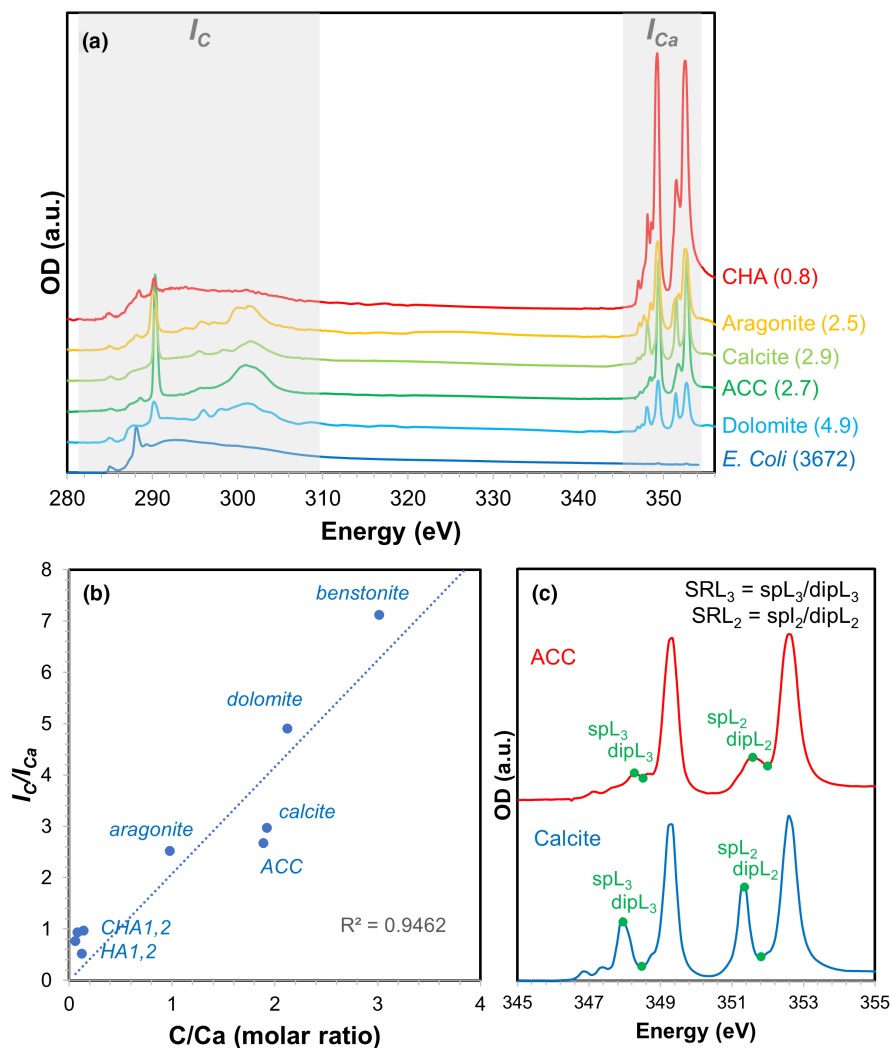 (a)
I_C
I_Ca
OD (a.u.)
CHA (0.8)
Aragonite (2.5)
Calcite (2.9)
ACC (2.7)
Dolomite (4.9)
E. Coli (3672)
280 290 300 310 320 330 340 350
Energy (eV)
(b)
I_C/I_Ca
8
7
6
5
4
3
2
1
0
benstonite
dolomite
calcite
aragonite
ACC
CHA1,2
HA1,2
R² = 0.9462
0 1 2 3 4
C/Ca (molar ratio)
(c)
SRL₃ = spL₃/dipL₃
SRL₂ = spl₂/dipL₂
OD (a.u.)
ACC
spL₃
dipL₃
spL₂
dipL₂
Calcite
spL₃
dipL₃
spL₂
dipL₂
345 347 349 351 353 355
Energy (eV)